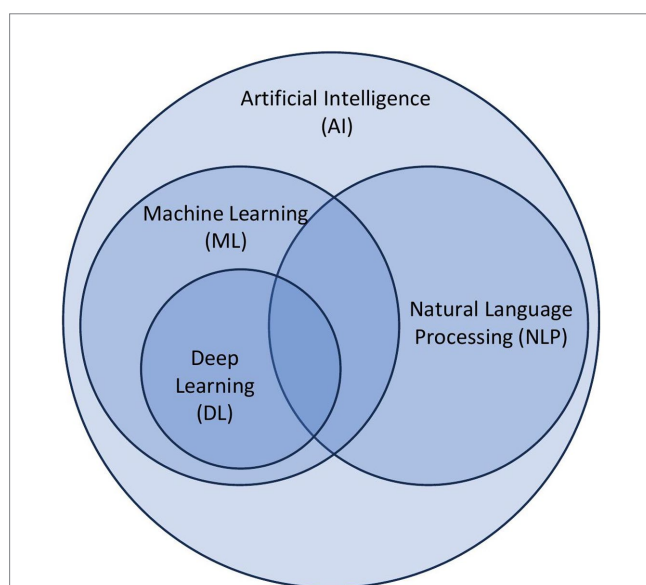 Artificial Intelligence
(AI)
Machine Learning
(ML)
Natural Language
Processing (NLP)
Deep
Learning
(DL)